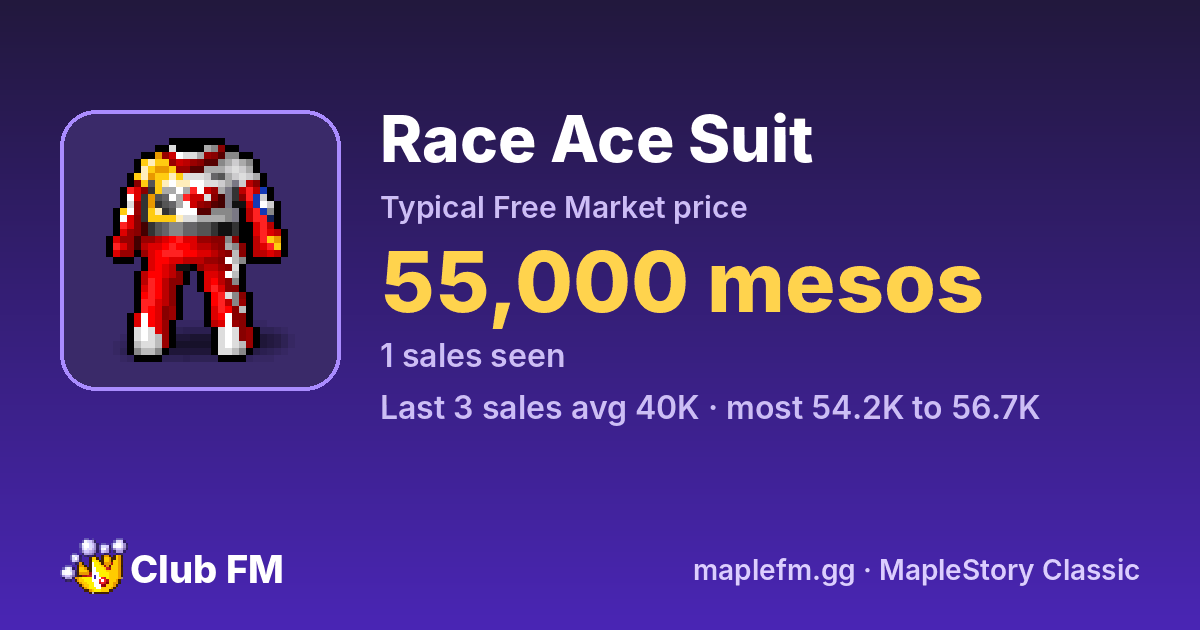 Race Ace Suit
Typical Free Market price
55,000 mesos
1 sales seen
Last 3 sales avg 40K · most 54.2K to 56.7K
Club FM
maplefm.gg · MapleStory Classic